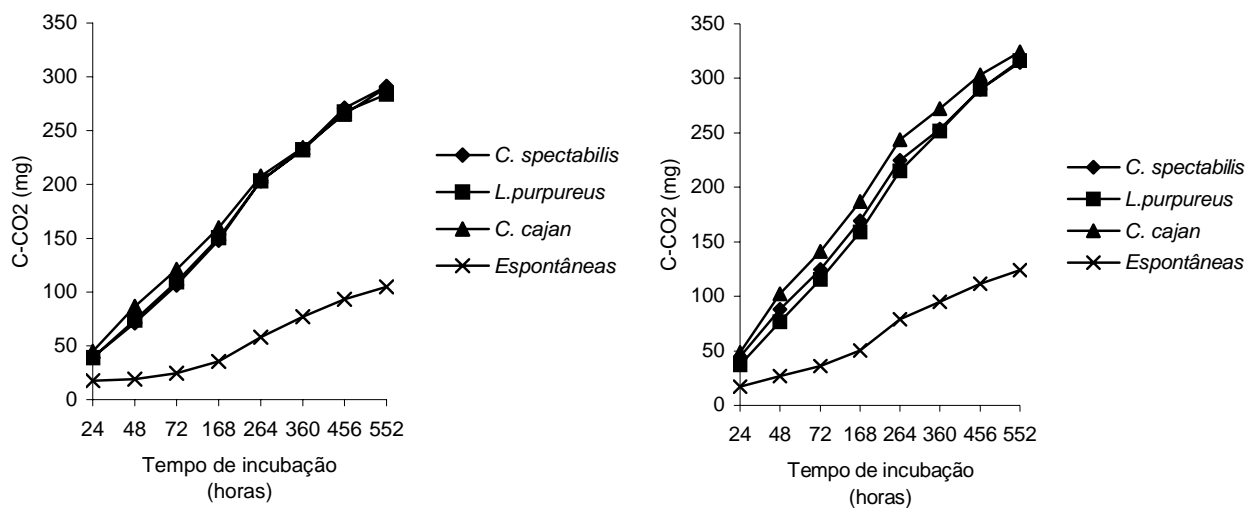 350
300
250
200
150
100
50
0
C-CO2 (mg)
24 48 72 168 264 360 456 552
Tempo de incubação
(horas)
C. spectabilis
L.purpureus
C. cajan
Espontâneas
350
300
250
200
150
100
50
0
C-CO2 (mg)
24 48 72 168 264 360 456 552
Tempo de incubação
(horas)
C. spectabilis
L.purpureus
C. cajan
Espontâneas